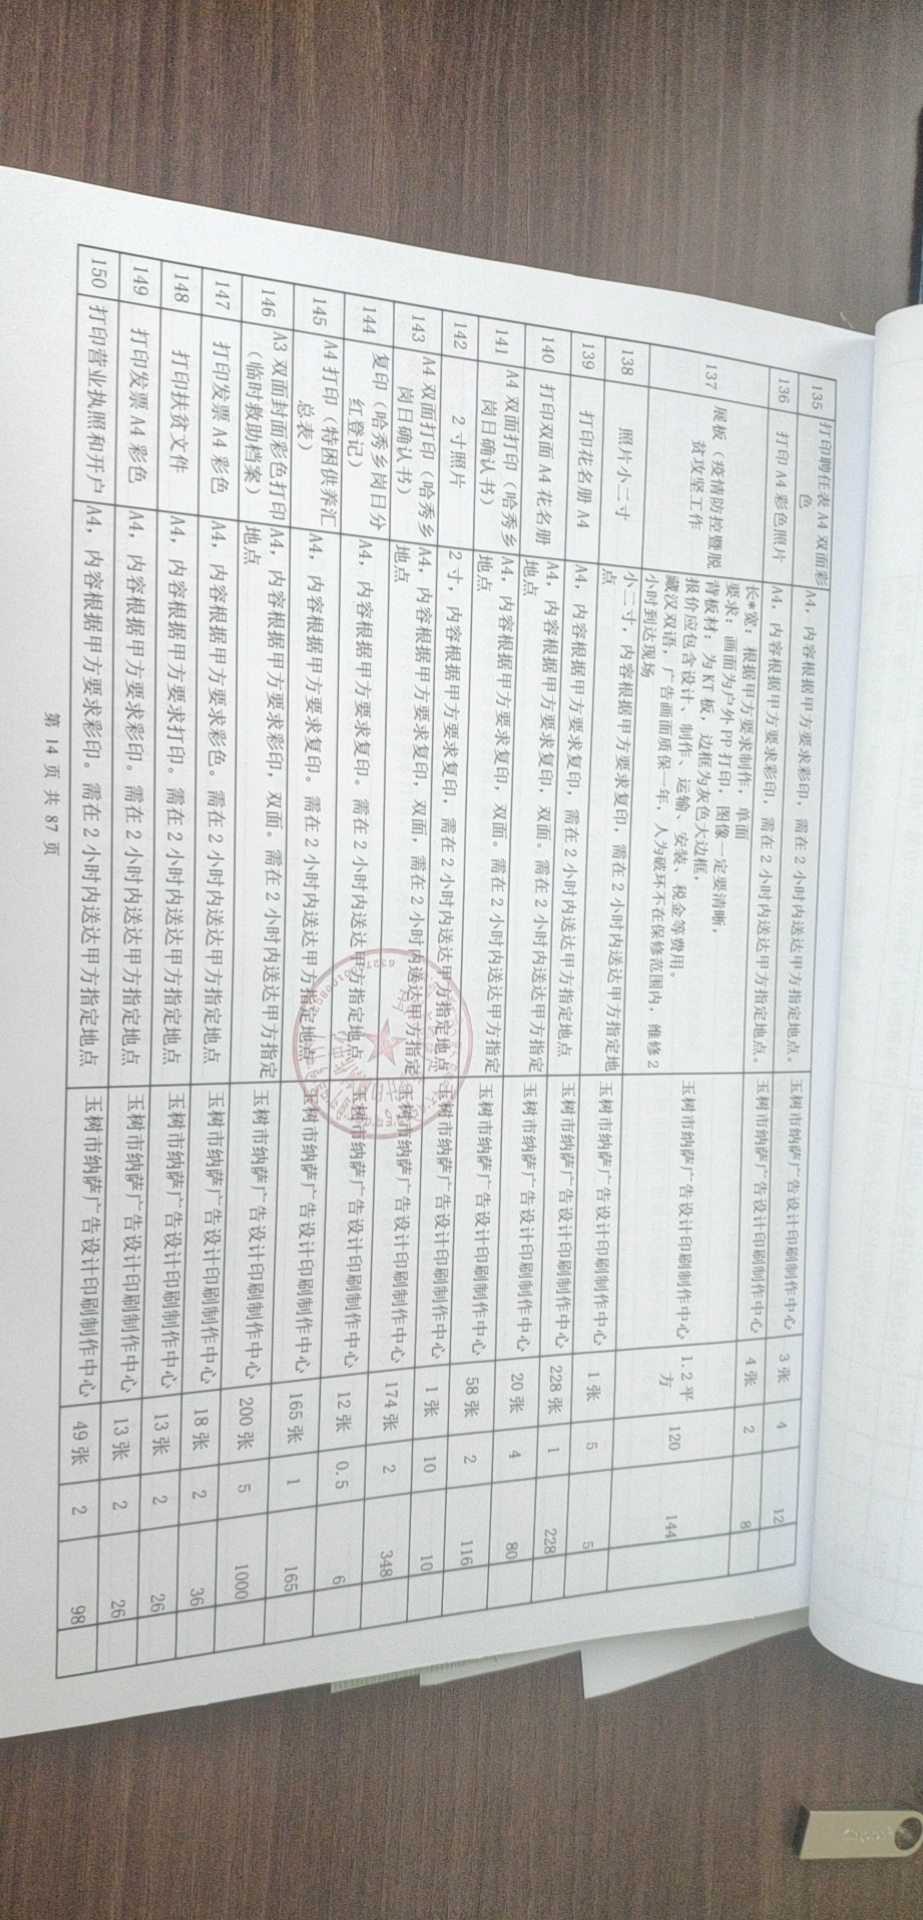 135 打印聘任表 A4 双面彩色 A4，内容根据甲方要求彩印，需在 2 小时内送达甲方指定地点。 玉树市纳萨广告设计印刷制作中心 3 张 4 12
136 打印 A4 彩色照片 A4，内容根据甲方要求彩印，需在 2 小时内送达甲方指定地点。 玉树市纳萨广告设计印刷制作中心 4 张 2 8
137 展板（疫情防控暨脱贫攻坚工作
长*宽：根据甲方要求制作，单面
要求：画面为户外 PP 打印，图像一定要清晰，
背板材：为 KT 板，边框为灰色大边框，
报价应包含设计、制作、运输、安装、税金等费用。
藏汉双语，广告画面质保一年，人为破坏不在保修范围内，维修 2
小时到达现场
玉树市纳萨广告设计印刷制作中心 1.2 平方 120 144
138 照片小二寸 小二寸，内容根据甲方要求复印，需在 2 小时内送达甲方指定地点 玉树市纳萨广告设计印刷制作中心 1 张 5 5
139 打印花名册 A4 A4，内容根据甲方要求复印，需在 2 小时内送达甲方指定地点 玉树市纳萨广告设计印刷制作中心 228 张 1 228
140 打印双面 A4 花名册 A4，内容根据甲方要求复印，双面。需在 2 小时内送达甲方指定地点 玉树市纳萨广告设计印刷制作中心 20 张 4 80
141 A4 双面打印（哈秀乡岗日确认书） A4，内容根据甲方要求复印，双面。需在 2 小时内送达甲方指定地点 玉树市纳萨广告设计印刷制作中心 58 张 2 116
142 2 寸照片 2 寸，内容根据甲方要求复印，需在 2 小时内送达甲方指定地点 玉树市纳萨广告设计印刷制作中心 1 张 10 10
143 A4 双面打印（哈秀乡岗日确认书） A4，内容根据甲方要求复印，双面，需在 2 小时内送达甲方指定地点 玉树市纳萨广告设计印刷制作中心 174 张 2 348
144 复印（哈秀乡岗日分红登记） A4，内容根据甲方要求复印。需在 2 小时内送达甲方指定地点 玉树市纳萨广告设计印刷制作中心 12 张 0.5 6
145 A4 打印（特困供养汇总表） A4，内容根据甲方要求复印。需在 2 小时内送达甲方指定地点 玉树市纳萨广告设计印刷制作中心 165 张 1 165
146 A3 双面封面彩色打印（临时救助档案） A4，内容根据甲方要求彩印，双面。需在 2 小时内送达甲方指定地点 玉树市纳萨广告设计印刷制作中心 200 张 5 1000
147 打印发票 A4 彩色 A4，内容根据甲方要求彩色。需在 2 小时内送达甲方指定地点 玉树市纳萨广告设计印刷制作中心 18 张 2 36
148 打印扶贫文件 A4，内容根据甲方要求打印。需在 2 小时内送达甲方指定地点 玉树市纳萨广告设计印刷制作中心 13 张 2 26
149 打印发票 A4 彩色 A4，内容根据甲方要求彩印。需在 2 小时内送达甲方指定地点 玉树市纳萨广告设计印刷制作中心 13 张 2 26
150 打印营业执照和开户 A4，内容根据甲方要求彩印。需在 2 小时内送达甲方指定地点 玉树市纳萨广告设计印刷制作中心 49 张 2 98
第 14 页 共 87 页